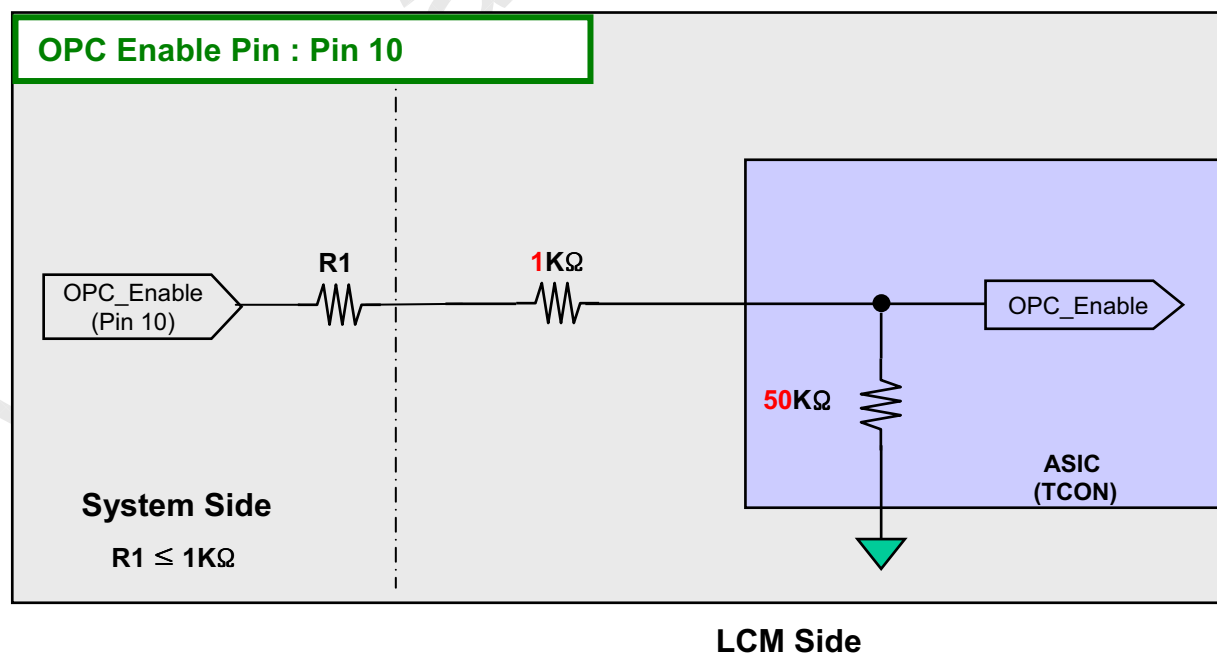 OPC Enable Pin : Pin 10
R1
1KΩ
OPC_Enable
(Pin 10)
OPC_Enable
50KΩ
ASIC
(TCON)
System Side
R1 ≤ 1KΩ
LCM Side